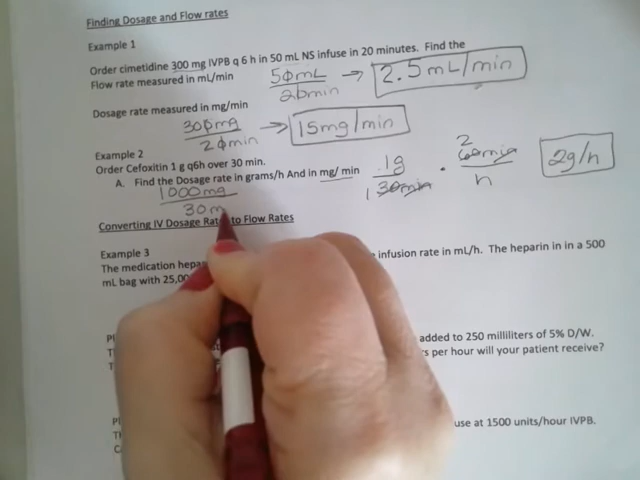 Finding Dosage and Flow rates
Example 1
Order cimetidine 300 mg IVPB q 6 h in 50 mL NS infuse in 20 minutes. Find the
Flow rate measured in mL/min
50mL → 2.5 mL/min
20min
Dosage rate measured in mg/min
300mg → 15mg/min
20min
Example 2
Order Cefoxitin 1 g q6h over 30 min.
A. Find the Dosage rate in grams/h And in mg/ min
1g · 2 60min 2g/h
1 30min h
1000mg
30m
Converting IV Dosage Rat to Flow Rates
Example 3
The medication hepa infusion rate in mL/h. The heparin in in a 500
mL bag with 25,00
added to 250 milliliters of 5% D/W.
per hour will your patient receive?
use at 1500 units/hour IVPB.